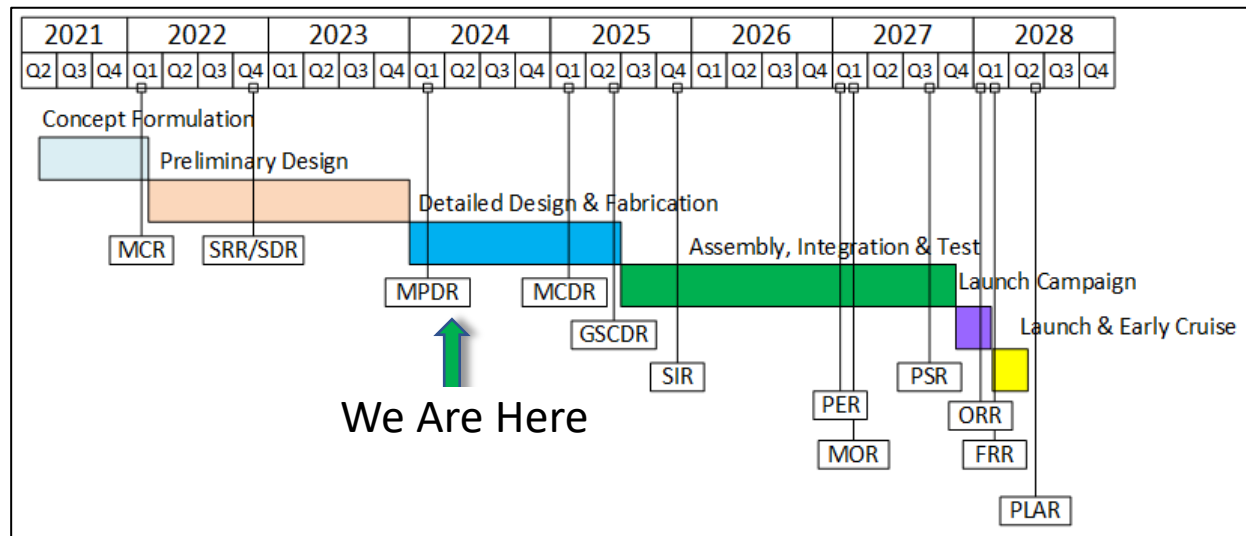 2021 2022 2023 2024 2025 2026 2027 2028
Q2 Q3 Q4 Q1 Q2 Q3 Q4 Q1 Q2 Q3 Q4 Q1 Q2 Q3 Q4 Q1 Q2 Q3 Q4 Q1 Q2 Q3 Q4 Q1 Q2 Q3 Q4 Q1 Q2 Q3 Q4
Concept Formulation
Preliminary Design
Detailed Design & Fabrication
Assembly, Integration & Test
Launch Campaign
Launch & Early Cruise
MCR
SRR/SDR
MPDR
MCDR
GSCDR
SIR
PER
MOR
PSR
ORR
FRR
PLAR
We Are Here